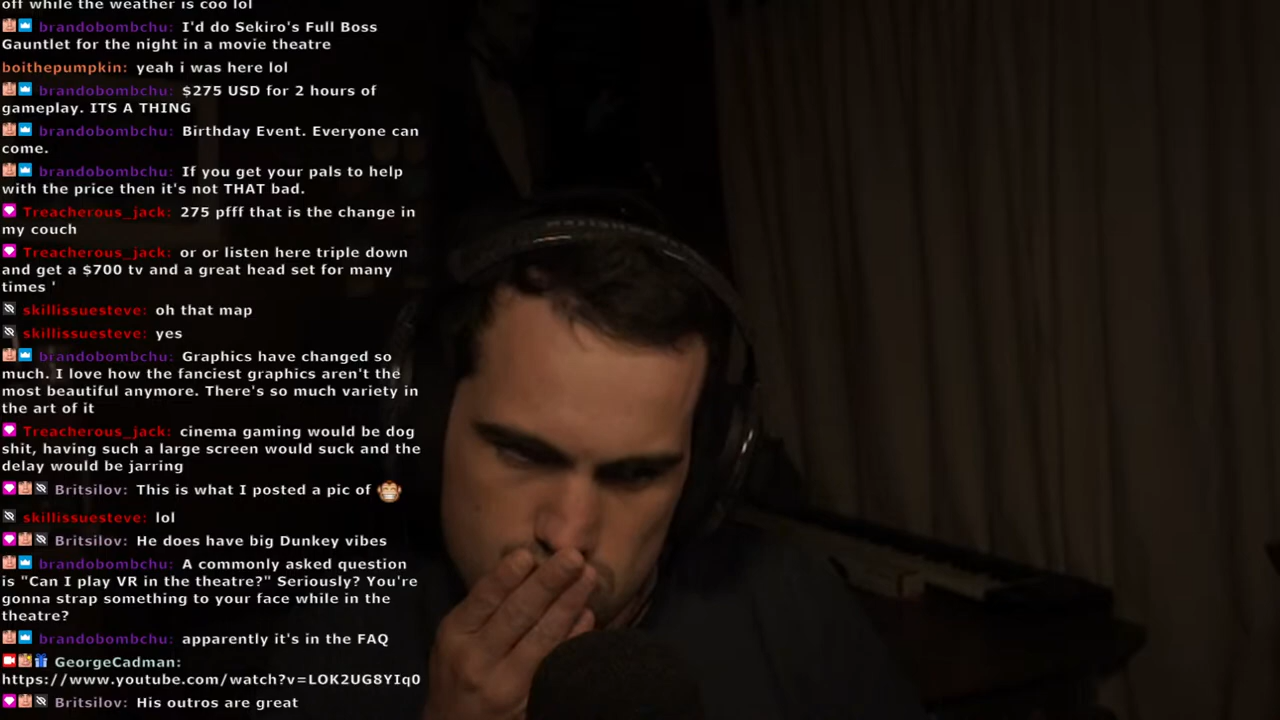 off while the weather is coo lol
brandobombchu: I'd do Sekiro's Full Boss
Gauntlet for the night in a movie theatre
boithepumpkin: yeah i was here lol
brandobombchu: $275 USD for 2 hours of
gameplay. ITS A THING
brandobombchu: Birthday Event. Everyone can
come.
brandobombchu: If you get your pals to help
with the price then it's not THAT bad.
Treacherous_jack: 275 pfff that is the change in
my couch
Treacherous_jack: or or listen here triple down
and get a $700 tv and a great head set for many
times '
skillissuesteve: oh that map
skillissuesteve: yes
brandobombchu: Graphics have changed so
much. I love how the fanciest graphics aren't the
most beautiful anymore. There's so much variety in
the art of it
Treacherous_jack: cinema gaming would be dog
shit, having such a large screen would suck and the
delay would be jarring
Britsilov: This is what I posted a pic of
skillissuesteve: lol
Britsilov: He does have big Dunkey vibes
brandobombchu: A commonly asked question
is "Can I play VR in the theatre?" Seriously? You're
gonna strap something to your face while in the
theatre?
brandobombchu: apparently it's in the FAQ
GeorgeCadman:
https://www.youtube.com/watch?v=LOK2UG8YIq0
Britsilov: His outros are great